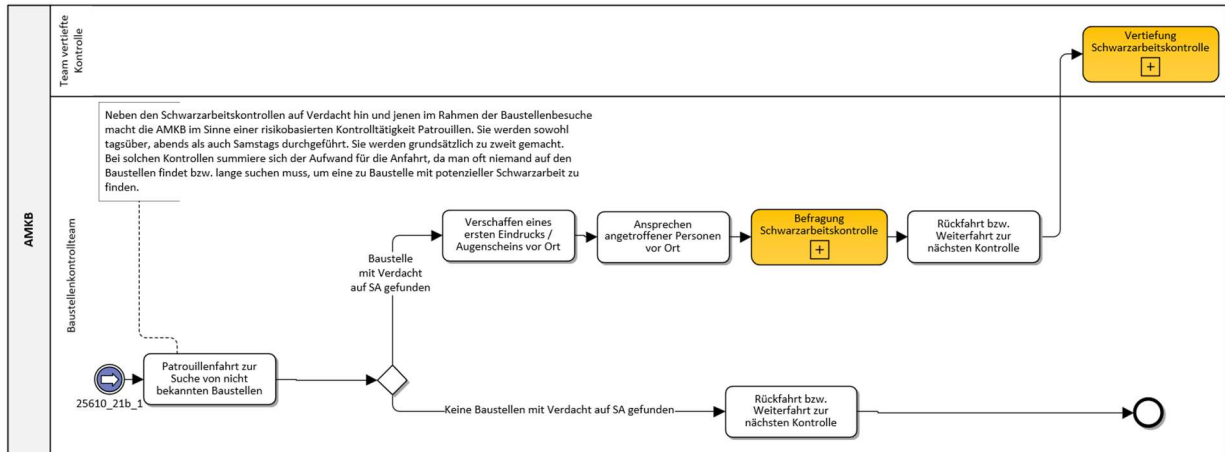 AMKB
Team vertiefte
Kontrolle
Vertiefung
Schwarzarbeitskontrolle
Baustellenkontrollteam
Neben den Schwarzarbeitskontrollen auf Verdacht hin und jenen im Rahmen der Baustellenbesuche
macht die AMKB im Sinne einer risikobasierten Kontrolltätigkeit Patrouillen. Sie werden sowohl
tagsüber, abends als auch Samstags durchgeführt. Sie werden grundsätzlich zu zweit gemacht.
Bei solchen Kontrollen summiere sich der Aufwand für die Anfahrt, da man oft niemand auf den
Baustellen findet bzw. lange suchen muss, um eine zu Baustelle mit potenzieller Schwarzarbeit zu
finden.
25610_21b_1
Patrouillenfahrt zur
Suche von nicht
bekannten Baustellen
Baustelle
mit Verdacht
auf SA gefunden
Verschaffen eines
ersten Eindrucks /
Augenscheins vor Ort
Ansprechen
angetroffener Personen
vor Ort
Befragung
Schwarzarbeitskontrolle
Rückfahrt bzw.
Weiterfahrt zur
nächsten Kontrolle
Keine Baustellen mit Verdacht auf SA gefunden
Rückfahrt bzw.
Weiterfahrt zur
nächsten Kontrolle